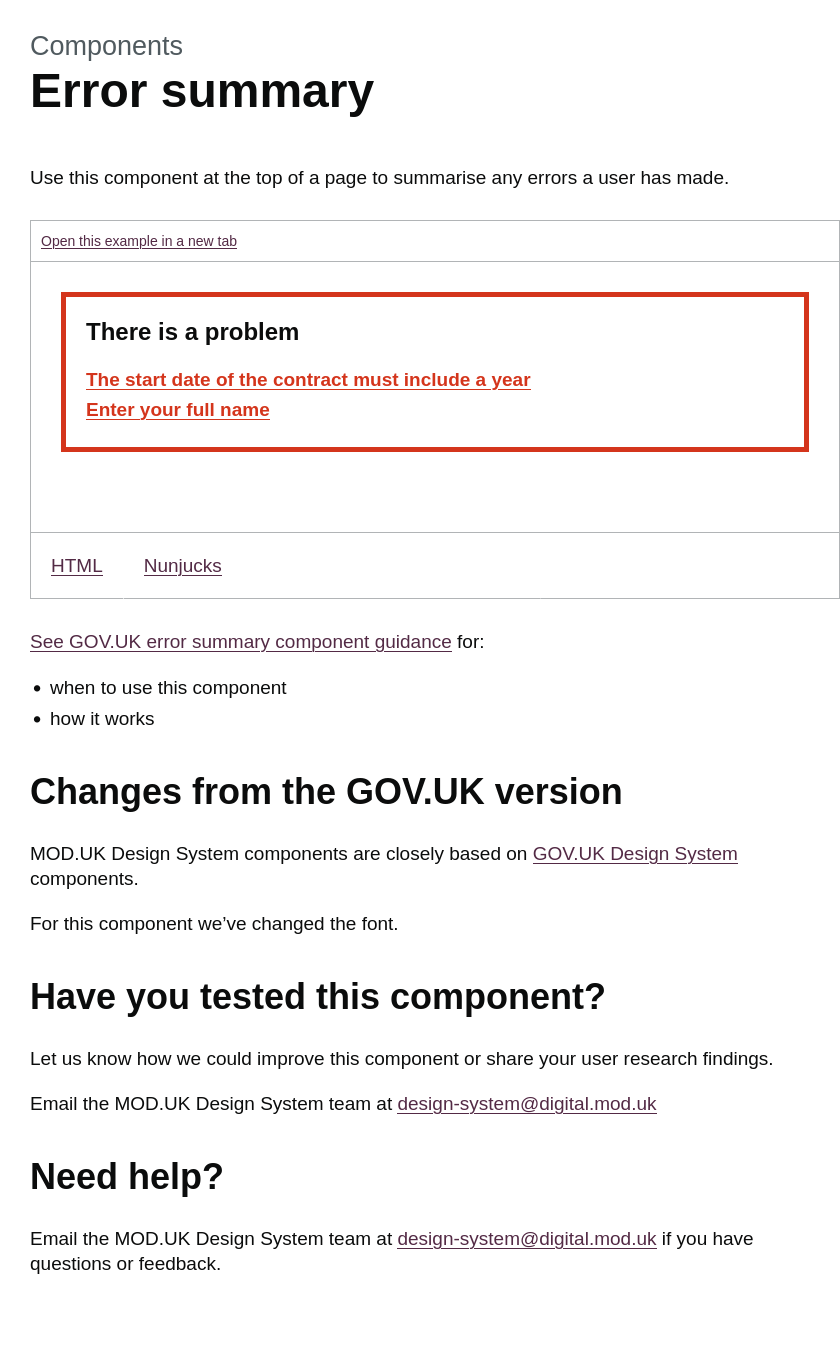 Components
Error summary
Use this component at the top of a page to summarise any errors a user has made.
Open this example in a new tab
There is a problem
The start date of the contract must include a year
Enter your full name
HTML Nunjucks
See GOV.UK error summary component guidance for:
• when to use this component
• how it works
Changes from the GOV.UK version
MOD.UK Design System components are closely based on GOV.UK Design System
components.
For this component we’ve changed the font.
Have you tested this component?
Let us know how we could improve this component or share your user research findings.
Email the MOD.UK Design System team at design-system@digital.mod.uk
Need help?
Email the MOD.UK Design System team at design-system@digital.mod.uk if you have
questions or feedback.